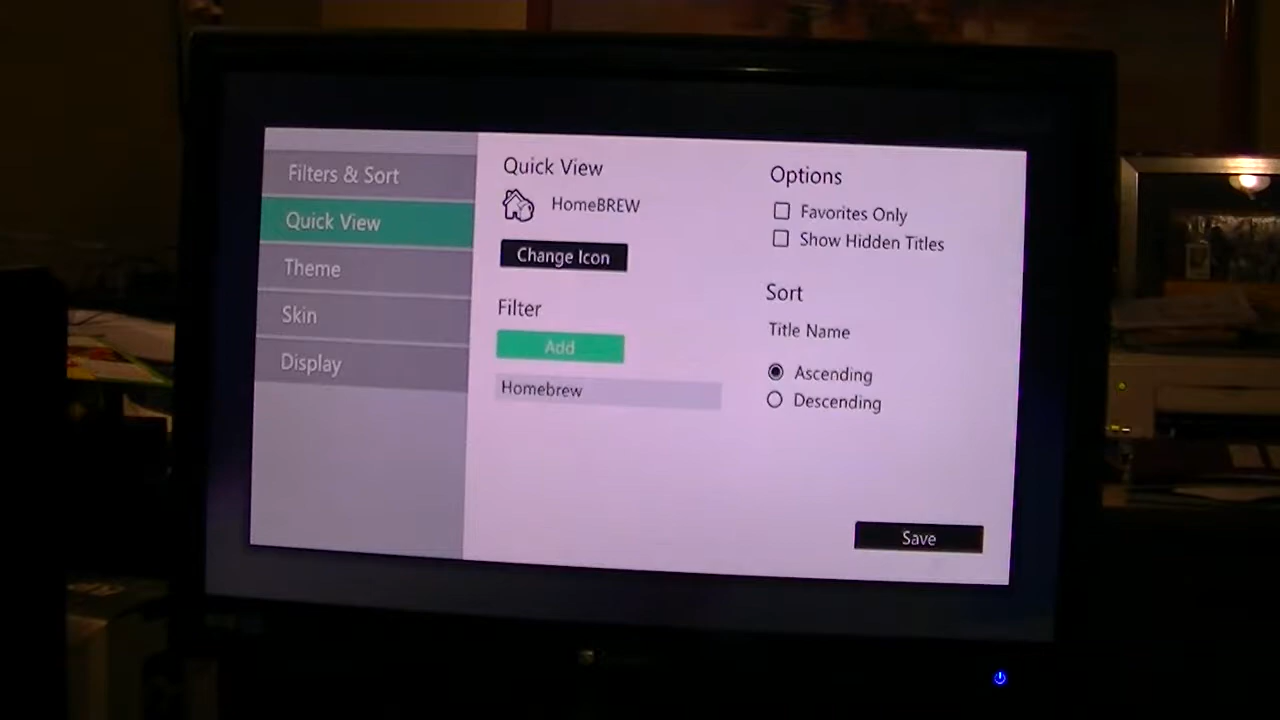 Filters & Sort
Quick View
Theme
Skin
Display
Quick View
HomeBREW
Change Icon
Filter
Add
Homebrew
Options
Favorites Only
Show Hidden Titles
Sort
Title Name
Ascending
Descending
Save